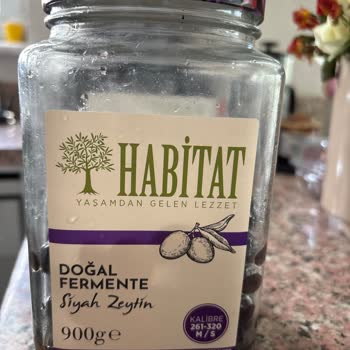 HABİTAT
YAŞAMDAN GELEN LEZZET
DOĞAL
FERMENTE
Siyah Zeytin
900g e
KALİBRE
261-320
M / S